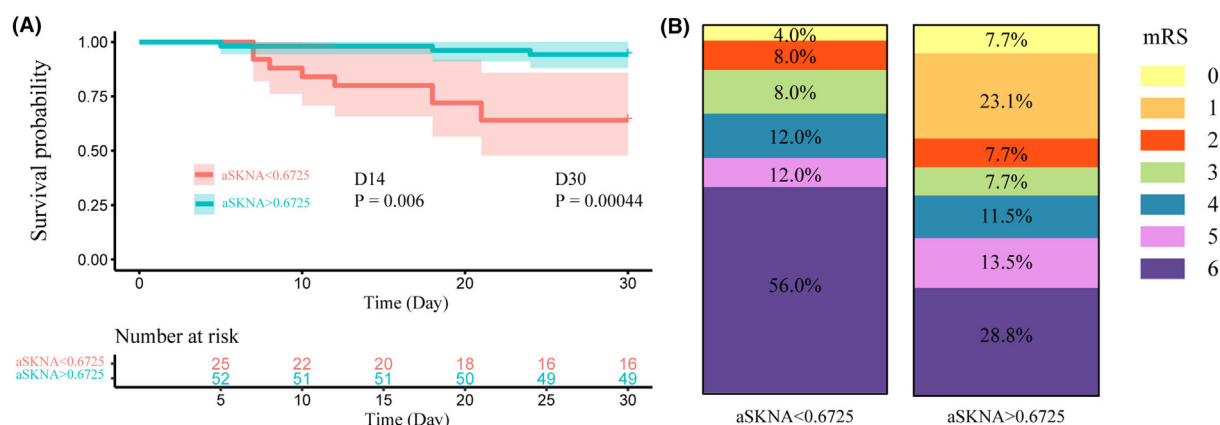 (A)
1.00
0.75
0.50
0.25
0.00
Survival probability
aSKNA<0.6725
aSKNA>0.6725
D14
P = 0.006
D30
P = 0.00044
0 10 20 30
Time (Day)
Number at risk
aSKNA<0.6725 25 22 20 18 16 16
aSKNA>0.6725 52 51 51 50 49 49
5 10 15 20 25 30
Time (Day)
(B)
4.0%
8.0%
8.0%
12.0%
12.0%
56.0%
aSKNA<0.6725
7.7%
23.1%
7.7%
7.7%
11.5%
13.5%
28.8%
aSKNA>0.6725
mRS
0
1
2
3
4
5
6